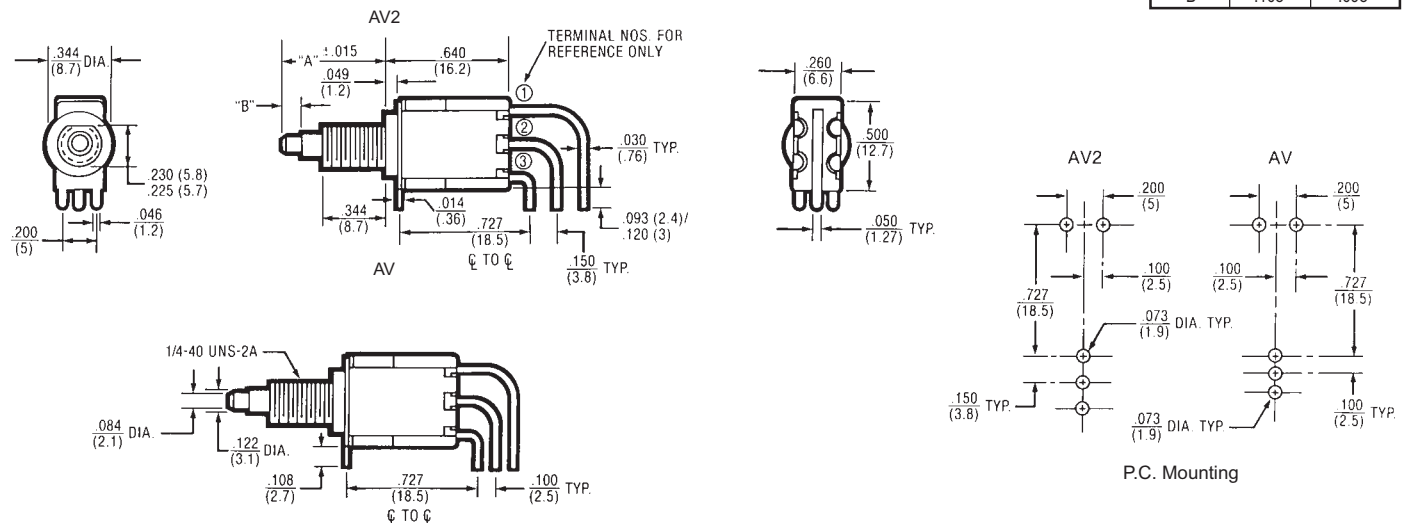 AV2
.344 DIA.
(8.7)
"A"
±.015
.640
(16.2)
TERMINAL NOS. FOR
REFERENCE ONLY
.049
(1.2)
"B"
1
2
3
.030 TYP.
(.76)
.230 (5.8)
.225 (5.7)
.046
(1.2)
.200
(5)
.344
(8.7)
.014
(.36)
.727
(18.5)
℄ TO ℄
.093 (2.4)/
.120 (3)
.150 TYP.
(3.8)
AV
.260
(6.6)
.500
(12.7)
.050 TYP.
(1.27)
1/4-40 UNS-2A
.084 DIA.
(2.1)
.122 DIA.
(3.1)
.108
(2.7)
.727
(18.5)
℄ TO ℄
.100 TYP.
(2.5)
AV2
.200
(5)
.100
(2.5)
.727
(18.5)
.073 DIA. TYP.
(1.9)
.150 TYP.
(3.8)
AV
.200
(5)
.100
(2.5)
.727
(18.5)
.073 DIA. TYP.
(1.9)
.100 TYP.
(2.5)
P.C. Mounting